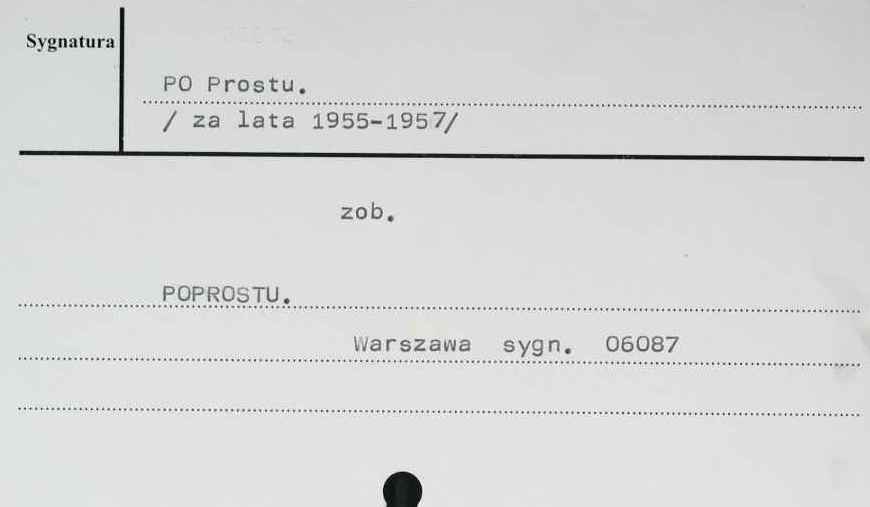 Sygnatura
PO Prostu.
/ za lata 1955-1957/
zob.
POPROSTU.
Warszawa sygn. 06087